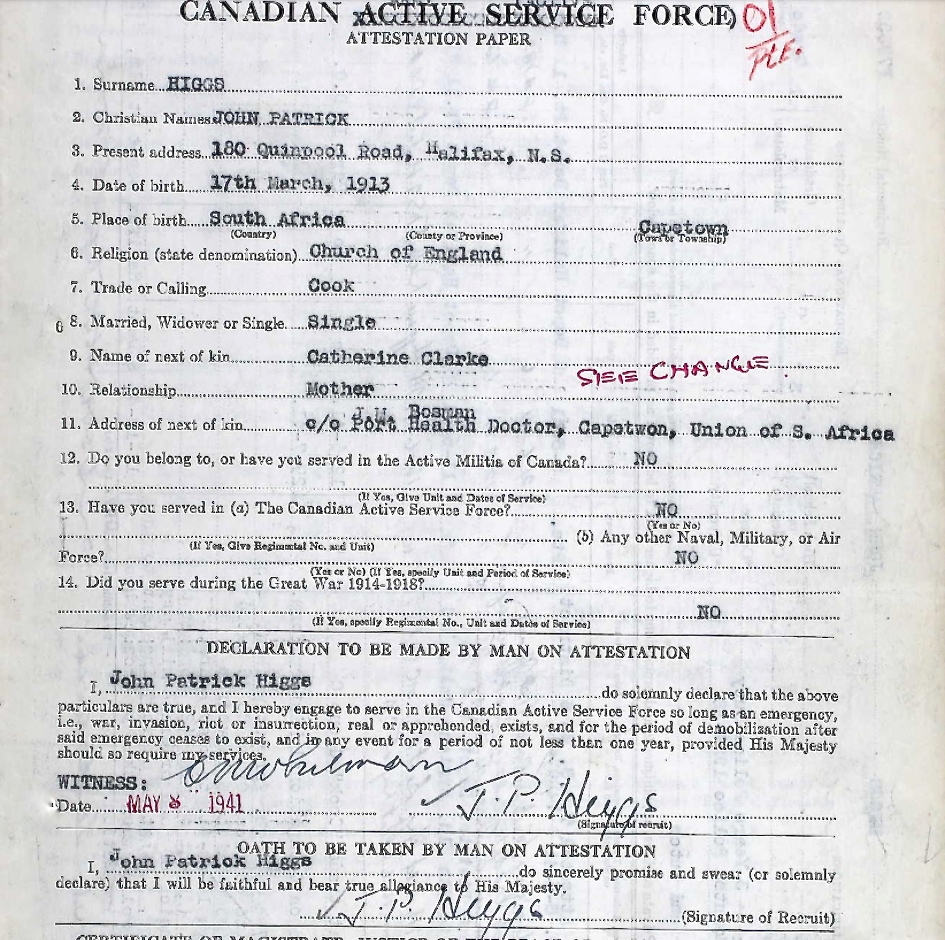 CANADIAN ACTIVE SERVICE FORCE)
01
PLE.
ATTESTATION PAPER
1. Surname HIGGS
2. Christian Names JOHN PATRICK
3. Present address 180 Quinpool Road, Halifax, N.S.
4. Date of birth 17th March, 1913
5. Place of birth South Africa Capetown
(Country) (County or Province) (Town or Township)
6. Religion (state denomination) Church of England
7. Trade or Calling Cook
6 8. Married, Widower or Single Single
9. Name of next of kin Catherine Clarke
SEE CHANGE
10. Relationship Mother
J.W. Bosman
11. Address of next of kin c/o Port Health Doctor, Capetwon, Union of S. Africa
12. Do you belong to, or have you served in the Active Militia of Canada? NO
(If Yes, Give Unit and Dates of Service)
13. Have you served in (a) The Canadian Active Service Force? NO
(Yes or No)
(b) Any other Naval, Military, or Air
(If Yes, Give Regimental No. and Unit)
Force? NO
(Yes or No) (If Yes, specify Unit and Period of Service)
14. Did you serve during the Great War 1914-1918?
NO
(If Yes, specify Regimental No., Unit and Dates of Service)
DECLARATION TO BE MADE BY MAN ON ATTESTATION
I, John Patrick Higgs do solemnly declare that the above
particulars are true, and I hereby engage to serve in the Canadian Active Service Force so long as an emergency,
i.e., war, invasion, riot or insurrection, real or apprehended, exists, and for the period of demobilization after
said emergency ceases to exist, and in any event for a period of not less than one year, provided His Majesty
should so require my services.
WITNESS:
Date MAY 8 1941 J. P. Higgs
(Signature of recruit)
OATH TO BE TAKEN BY MAN ON ATTESTATION
I, John Patrick Higgs do sincerely promise and swear (or solemnly
declare) that I will be faithful and bear true allegiance to His Majesty.
J. P. Higgs (Signature of Recruit)